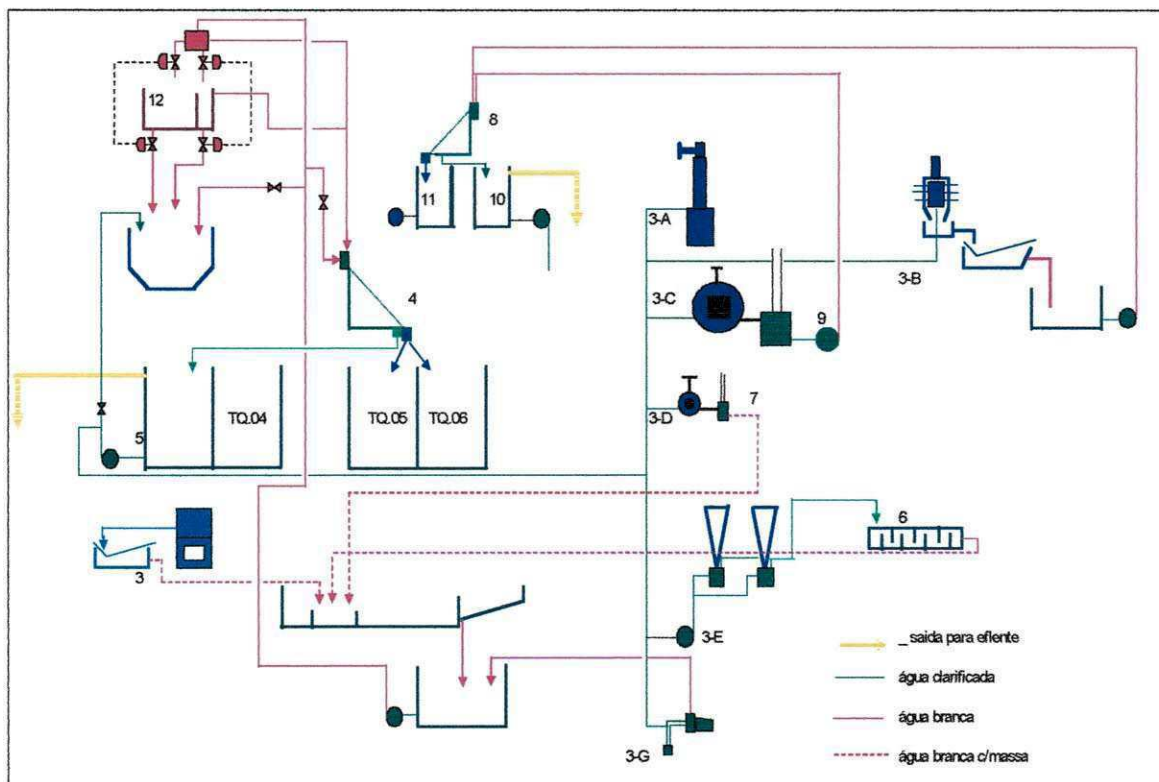 12
8
11
10
3-A
3-B
3-C
9
4
3-D
7
TQ.04
TQ.05
TQ.06
5
6
3
3-E
3-G
_ saida para eflente
água clarificada
água branca
água branca c/massa